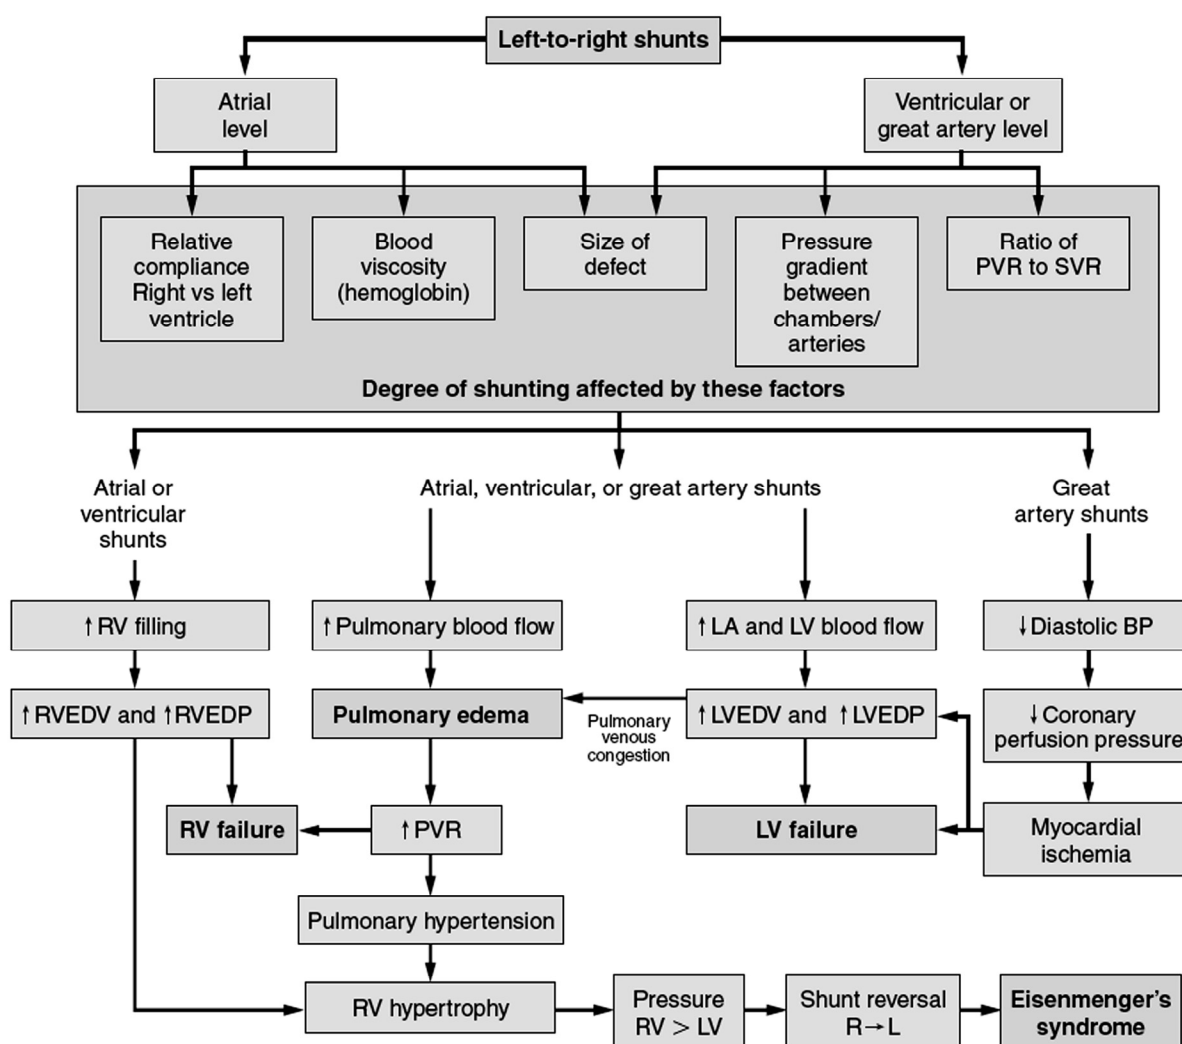 Left-to-right shunts
Atrial
level
Ventricular or
great artery level
Relative
compliance
Right vs left
ventricle
Blood
viscosity
(hemoglobin)
Size of
defect
Pressure
gradient
between
chambers/
arteries
Ratio of
PVR to SVR
Degree of shunting affected by these factors
Atrial or
ventricular
shunts
Atrial, ventricular, or great artery shunts
Great
artery shunts
↑RV filling
↑Pulmonary blood flow
↑LA and LV blood flow
↓Diastolic BP
↑RVEDV and ↑RVEDP
Pulmonary edema
Pulmonary
venous
congestion
↑LVEDV and ↑LVEDP
↓Coronary
perfusion pressure
RV failure
↑PVR
LV failure
Myocardial
ischemia
Pulmonary hypertension
RV hypertrophy
Pressure
RV > LV
Shunt reversal
R→L
Eisenmenger's
syndrome